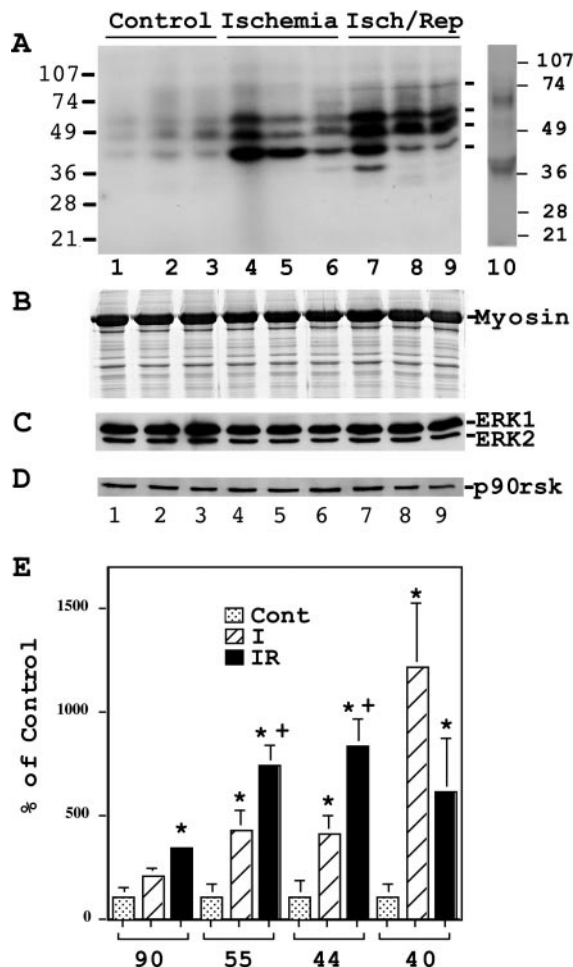 Control Ischemia Isch/Rep
A
107
74
49
36
28
21
107
74
49
36
28
21
1 2 3 4 5 6 7 8 9 10
B
Myosin
C
ERK1
ERK2
D
p90rsk
1 2 3 4 5 6 7 8 9
E
% of Control
1500
1000
500
0
Cont
I
IR
*
* * +
* * +
* *
90 55 44 40